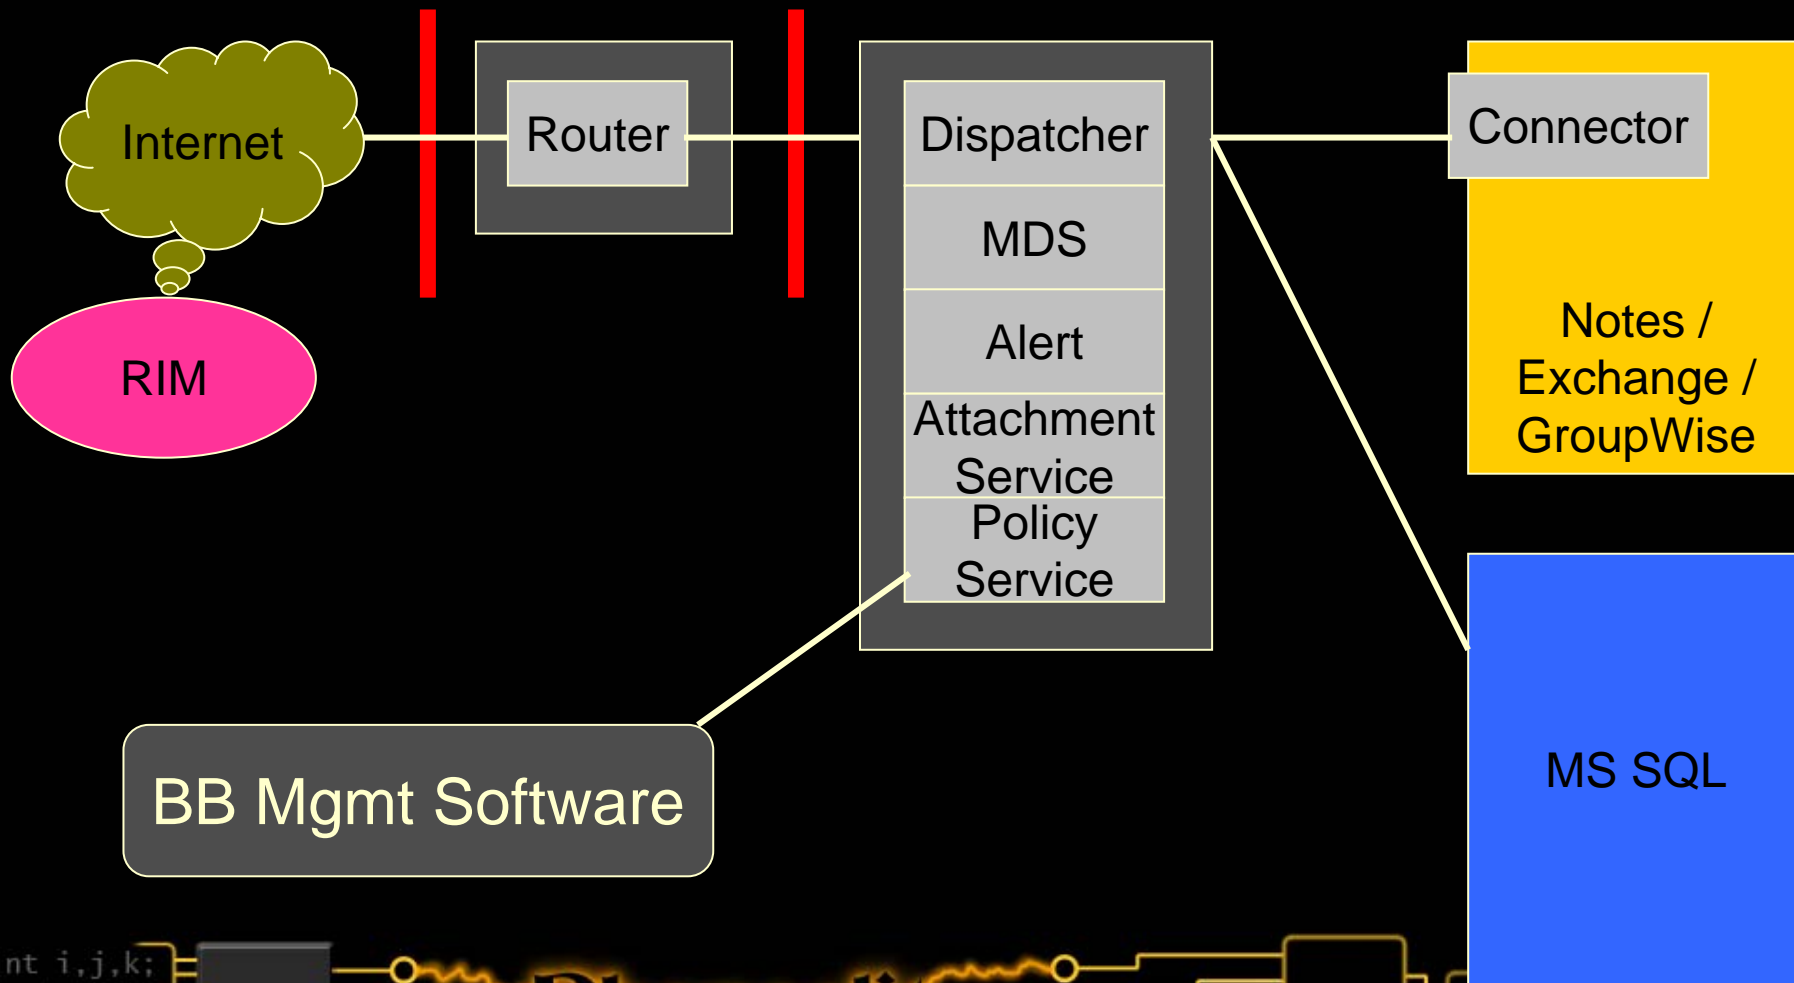 Internet
Router
Dispatcher
Connector
MDS
Alert
Attachment
Service
Policy
Service
Notes /
Exchange /
GroupWise
RIM
MS SQL
BB Mgmt Software
nt i,j,k;